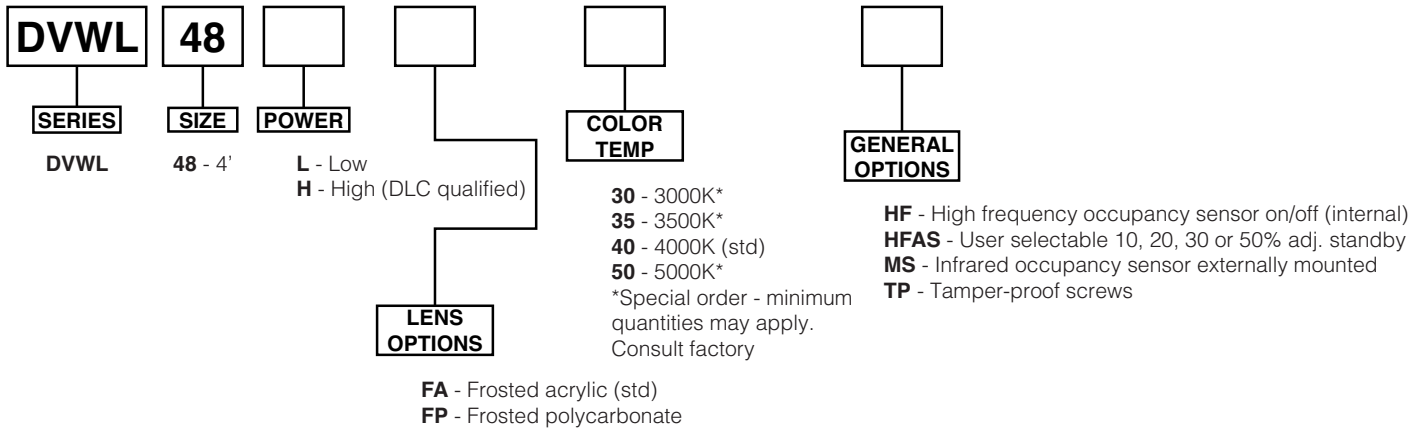 DVWL 48
SERIES
DVWL
SIZE
48 - 4’
POWER
L - Low
H - High (DLC qualified)
LENS
OPTIONS
FA - Frosted acrylic (std)
FP - Frosted polycarbonate
COLOR
TEMP
30 - 3000K*
35 - 3500K*
40 - 4000K (std)
50 - 5000K*
*Special order - minimum
quantities may apply.
Consult factory
GENERAL
OPTIONS
HF - High frequency occupancy sensor on/off (internal)
HFAS - User selectable 10, 20, 30 or 50% adj. standby
MS - Infrared occupancy sensor externally mounted
TP - Tamper-proof screws